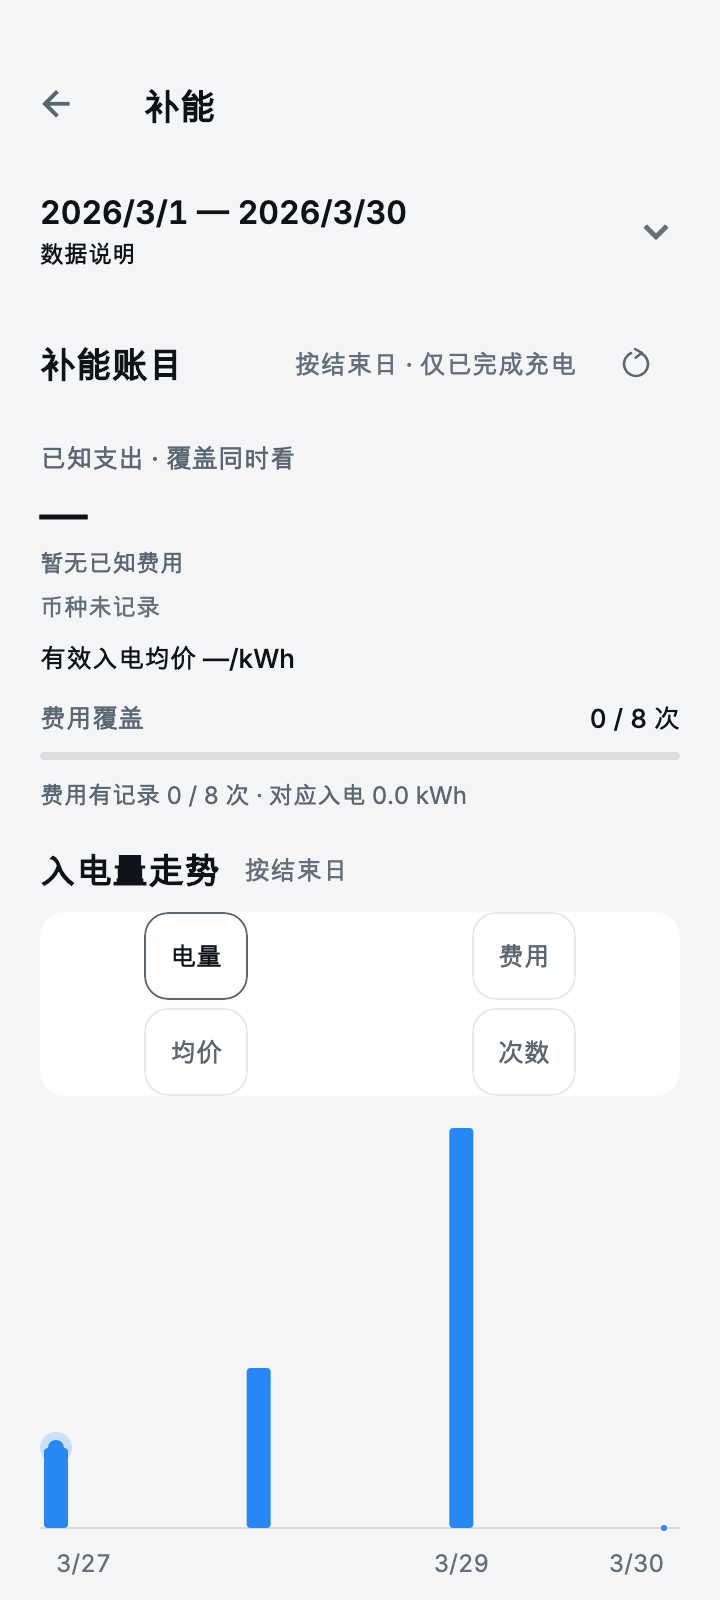 补能
2026/3/1 — 2026/3/30
数据说明
补能账目
按结束日 · 仅已完成充电
已知支出 · 覆盖同时看
—
暂无已知费用
币种未记录
有效入电均价 —/kWh
费用覆盖
0 / 8 次
费用有记录 0 / 8 次 · 对应入电 0.0 kWh
入电量走势
按结束日
电量
费用
均价
次数
3/27
3/29
3/30